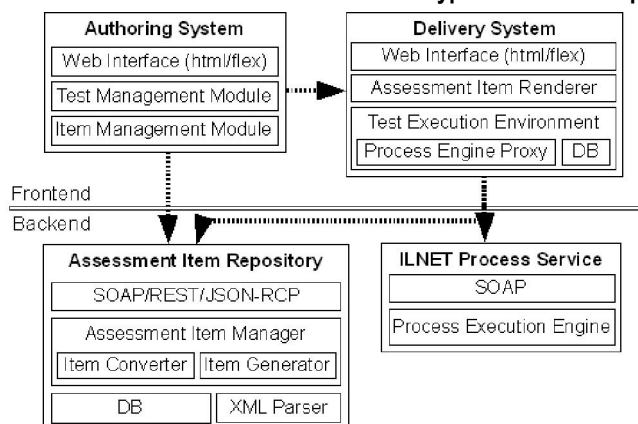 Authoring System
Web Interface (html/flex)
Test Management Module
Item Management Module
Delivery System
Web Interface (html/flex)
Assessment Item Renderer
Test Execution Environment
Process Engine Proxy
DB
Frontend
Backend
Assessment Item Repository
SOAP/REST/JSON-RCP
Assessment Item Manager
Item Converter
Item Generator
DB
XML Parser
ILNET Process Service
SOAP
Process Execution Engine